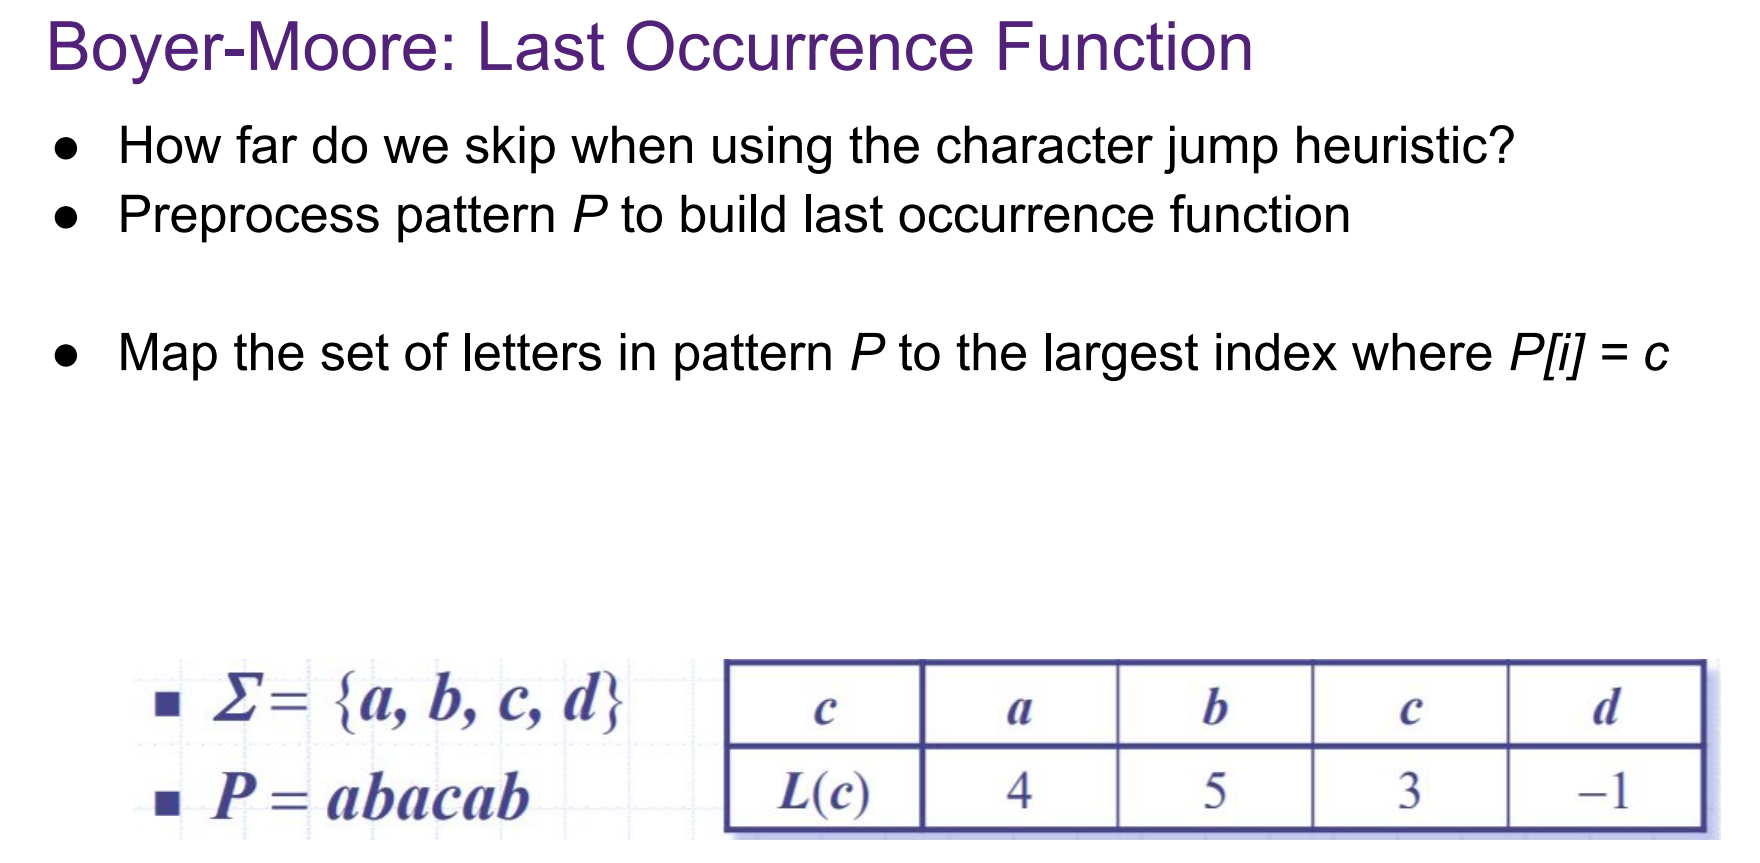 Boyer-Moore: Last Occurrence Function
● How far do we skip when using the character jump heuristic?
● Preprocess pattern P to build last occurrence function
● Map the set of letters in pattern P to the largest index where P[i] = c
■ Σ = {a, b, c, d}
■ P = abacab
c a b c d
L(c) 4 5 3 −1